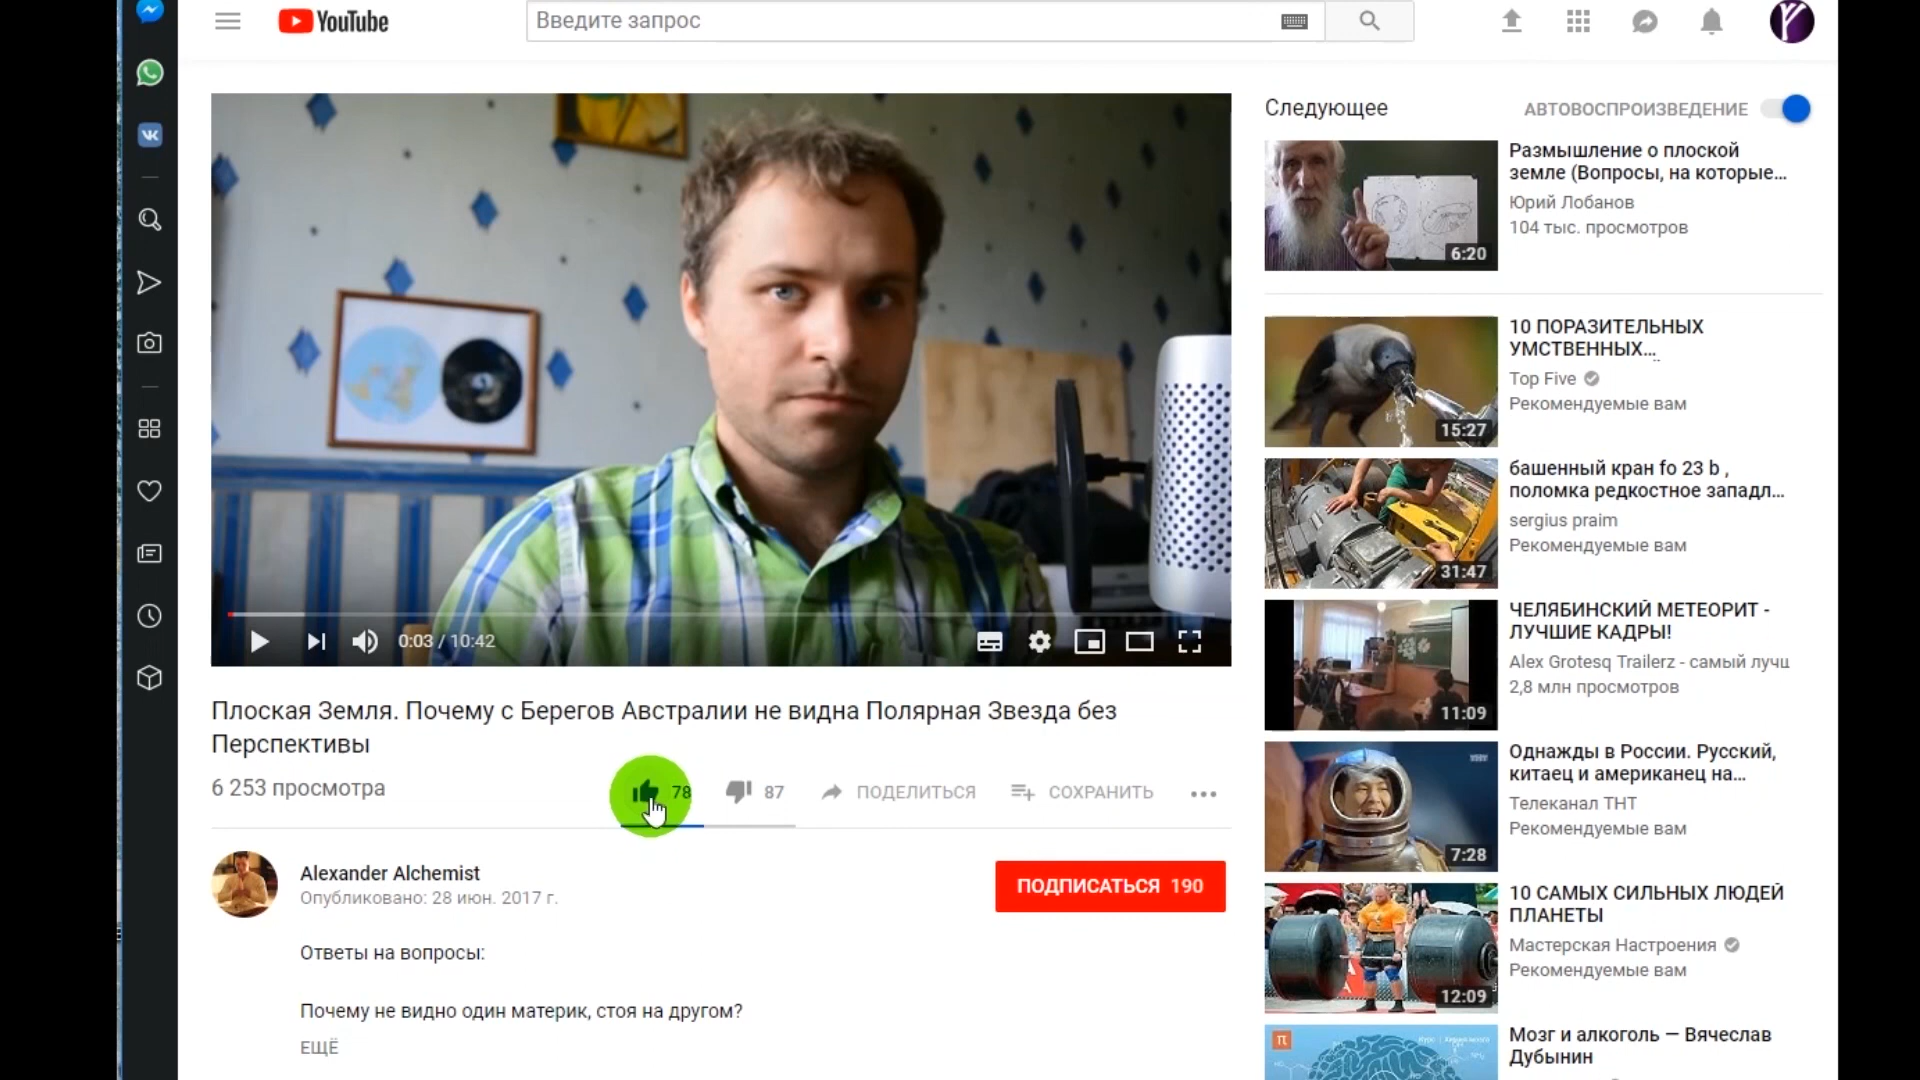 YouTube
Введите запрос
Следующее
АВТОВОСПРОИЗВЕДЕНИЕ
Размышление о плоской
земле (Вопросы, на которые...
Юрий Лобанов
104 тыс. просмотров
6:20
10 ПОРАЗИТЕЛЬНЫХ
УМСТВЕННЫХ...
Top Five
Рекомендуемые вам
15:27
башенный кран fo 23 b ,
поломка редкостное западл...
sergius praim
Рекомендуемые вам
31:47
ЧЕЛЯБИНСКИЙ МЕТЕОРИТ -
ЛУЧШИЕ КАДРЫ!
Alex Grotesq Trailerz - самый лучш
2,8 млн просмотров
11:09
Однажды в России. Русский,
китаец и американец на...
Телеканал ТНТ
Рекомендуемые вам
7:28
10 САМЫХ СИЛЬНЫХ ЛЮДЕЙ
ПЛАНЕТЫ
Мастерская Настроения
Рекомендуемые вам
12:09
Мозг и алкоголь — Вячеслав
Дубынин
0:03 / 10:42
Плоская Земля. Почему с Берегов Австралии не видна Полярная Звезда без
Перспективы
6 253 просмотра
78
87
ПОДЕЛИТЬСЯ
СОХРАНИТЬ
Alexander Alchemist
Опубликовано: 28 июн. 2017 г.
ПОДПИСАТЬСЯ 190
Ответы на вопросы:
Почему не видно один материк, стоя на другом?
ЕЩЁ